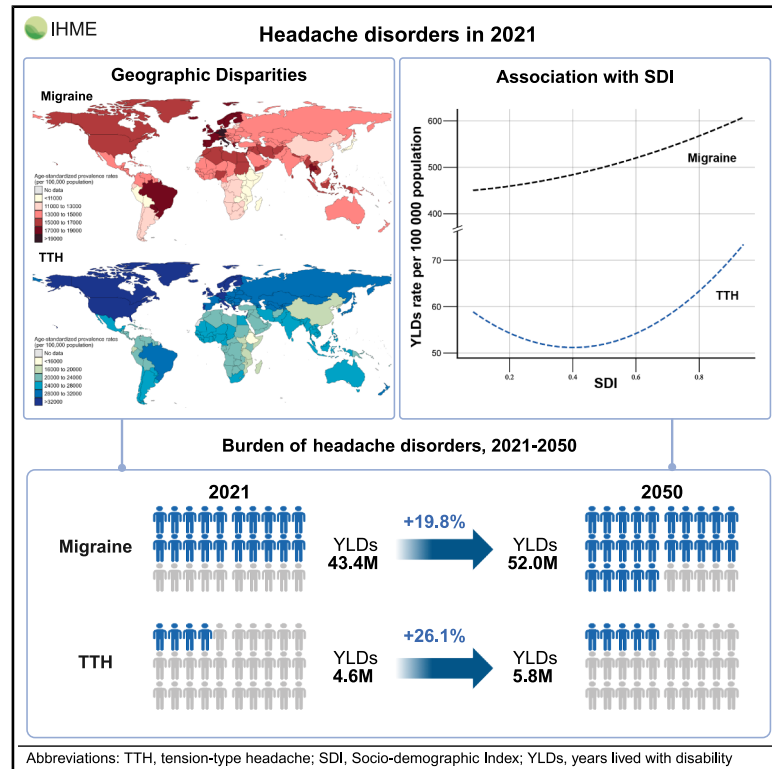 IHME
Headache disorders in 2021
Geographic Disparities
Migraine
Age-standardized prevalence rates
(per 100,000 population)
No data
<11000
11000 to 13000
13000 to 15000
15000 to 17000
17000 to 19000
>19000
TTH
Age-standardized prevalence rates
(per 100,000 population)
No data
<16000
16000 to 20000
20000 to 24000
24000 to 28000
28000 to 32000
>32000
Association with SDI
YLDs rate per 100 000 population
600
500
400
70
60
50
Migraine
TTH
0.2
0.4
0.6
0.8
SDI
Burden of headache disorders, 2021-2050
2021
2050
Migraine
YLDs
43.4M
+19.8%
YLDs
52.0M
TTH
YLDs
4.6M
+26.1%
YLDs
5.8M
Abbreviations: TTH, tension-type headache; SDI, Socio-demographic Index; YLDs, years lived with disability